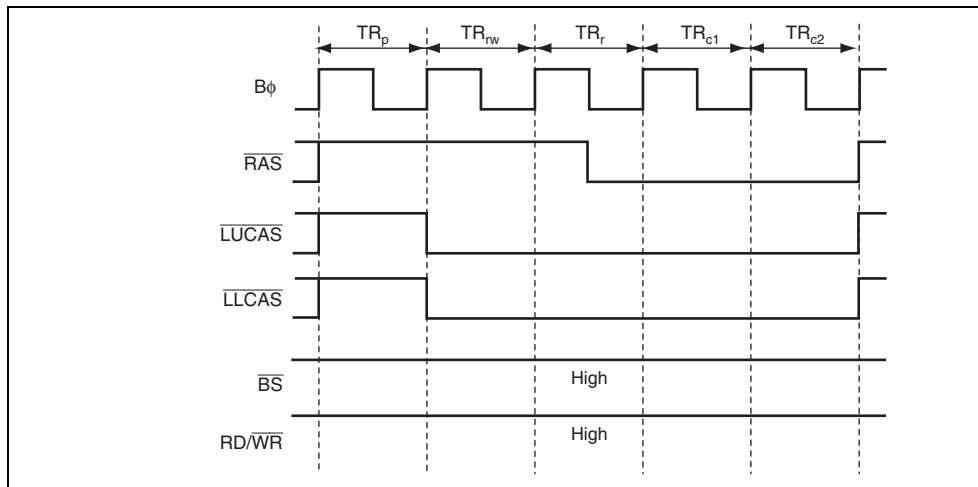 TRp TRrw TRr TRc1 TRc2
Bϕ
RAS
LUCAS
LLCAS
BS High
RD/WR High